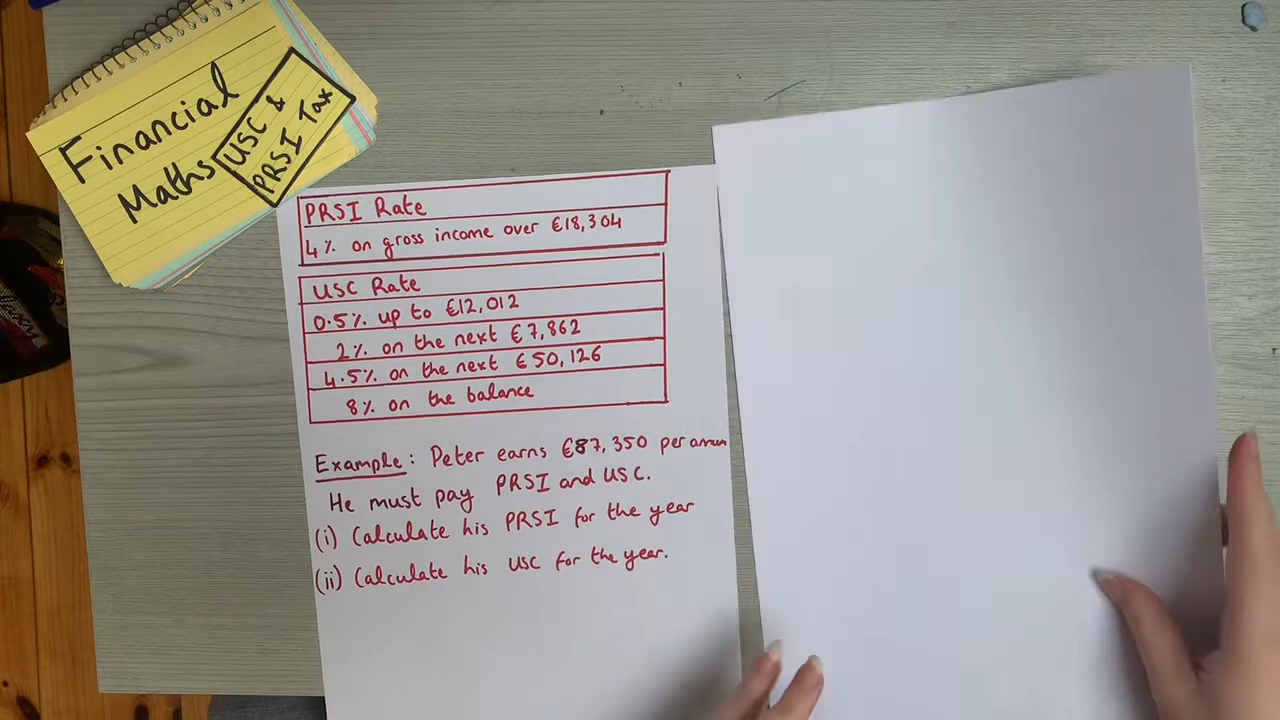 Financial
Maths
USC &
PRSI Tax
PRSI Rate
4% on gross income over €18,304
USC Rate
0.5% up to €12,012
2% on the next €7,862
4.5% on the next €50,126
8% on the balance
Example: Peter earns €87,350 per annum
He must pay PRSI and USC.
(i) Calculate his PRSI for the year
(ii) Calculate his USC for the year.